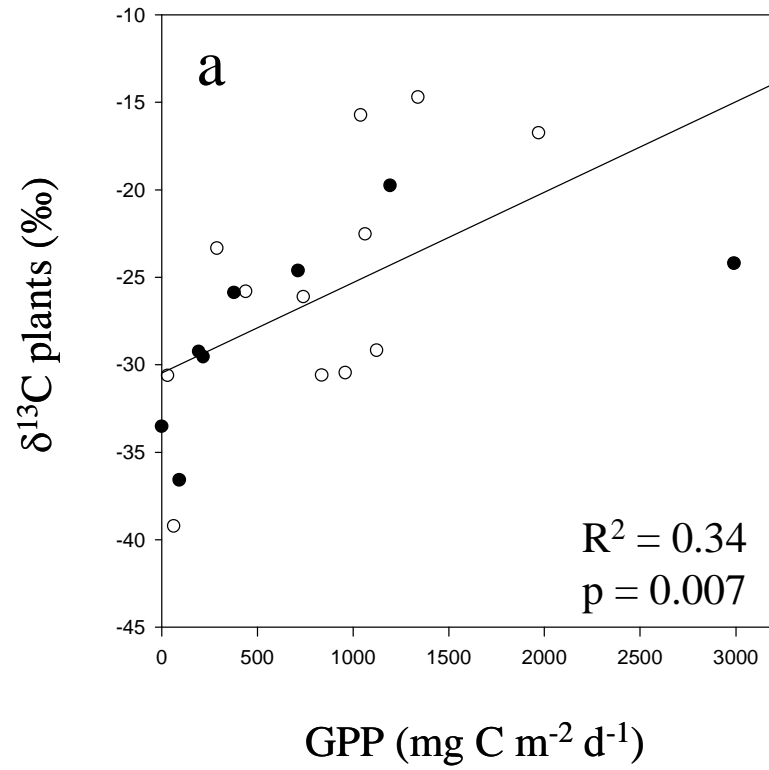 a
-10
-15
-20
-25
-30
-35
-40
-45
δ¹³C plants (‰)
R² = 0.34
p = 0.007
0 500 1000 1500 2000 2500 3000
GPP (mg C m⁻² d⁻¹)